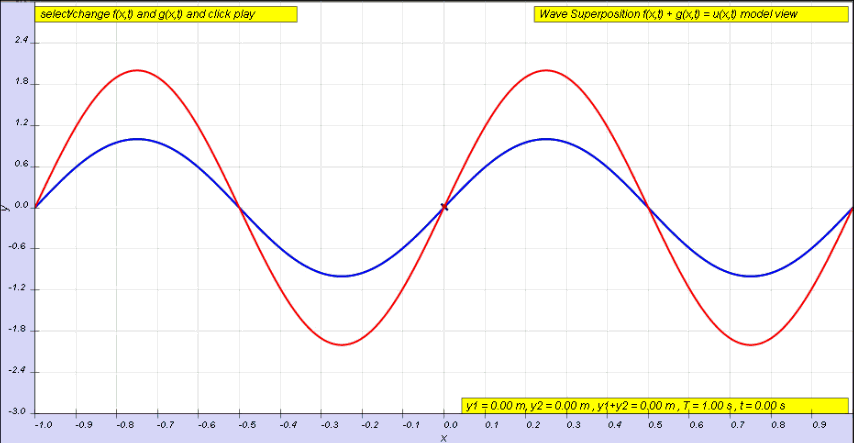 select/change f(x,t) and g(x,t) and click play
Wave Superposition f(x,t) + g(x,t) = u(x,t) model view
2.4
1.8
1.2
0.6
0.0
y
-0.6
-1.2
-1.8
-2.4
-3.0
y1 = 0.00 m, y2 = 0.00 m , y1+y2 = 0.00 m , T = 1.00 s , t = 0.00 s
-1.0 -0.9 -0.8 -0.7 -0.6 -0.5 -0.4 -0.3 -0.2 -0.1 0.0 0.1 0.2 0.3 0.4 0.5 0.6 0.7 0.8 0.9
x